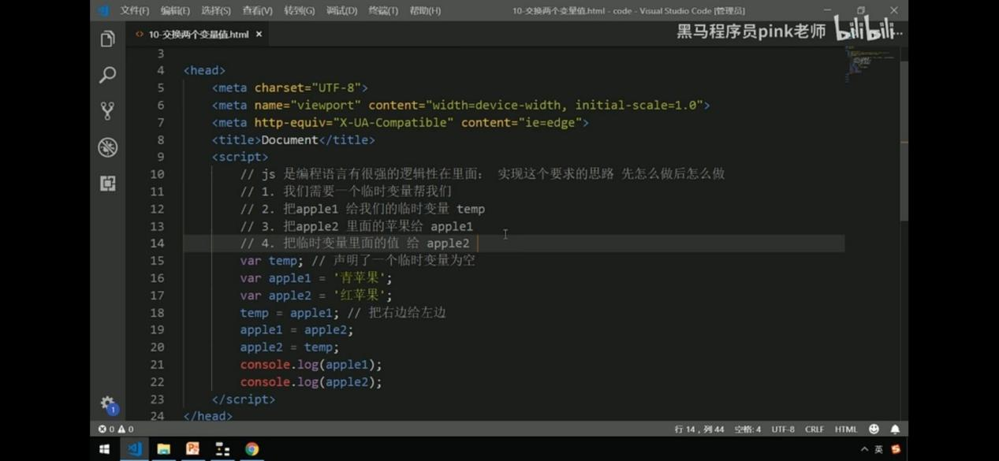 文件(F) 编辑(E) 选择(S) 查看(V) 转到(G) 调试(D) 终端(T) 帮助(H) 10-交换两个变量值.html - code - Visual Studio Code [管理员]
<> 10-交换两个变量值.html ×
黑马程序员pink老师 bilibili
3
4 <head>
5 <meta charset="UTF-8">
6 <meta name="viewport" content="width=device-width, initial-scale=1.0">
7 <meta http-equiv="X-UA-Compatible" content="ie=edge">
8 <title>Document</title>
9 <script>
10 // js 是编程语言有很强的逻辑性在里面: 实现这个要求的思路 先怎么做后怎么做
11 // 1. 我们需要一个临时变量帮我们
12 // 2. 把apple1 给我们的临时变量 temp
13 // 3. 把apple2 里面的苹果给 apple1
14 // 4. 把临时变量里面的值 给 apple2
15 var temp; // 声明了一个临时变量为空
16 var apple1 = '青苹果';
17 var apple2 = '红苹果';
18 temp = apple1; // 把右边给左边
19 apple1 = apple2;
20 apple2 = temp;
21 console.log(apple1);
22 console.log(apple2);
23 </script>
24 </head>
1
0 0 行 14，列 44 空格: 4 UTF-8 CRLF HTML
英